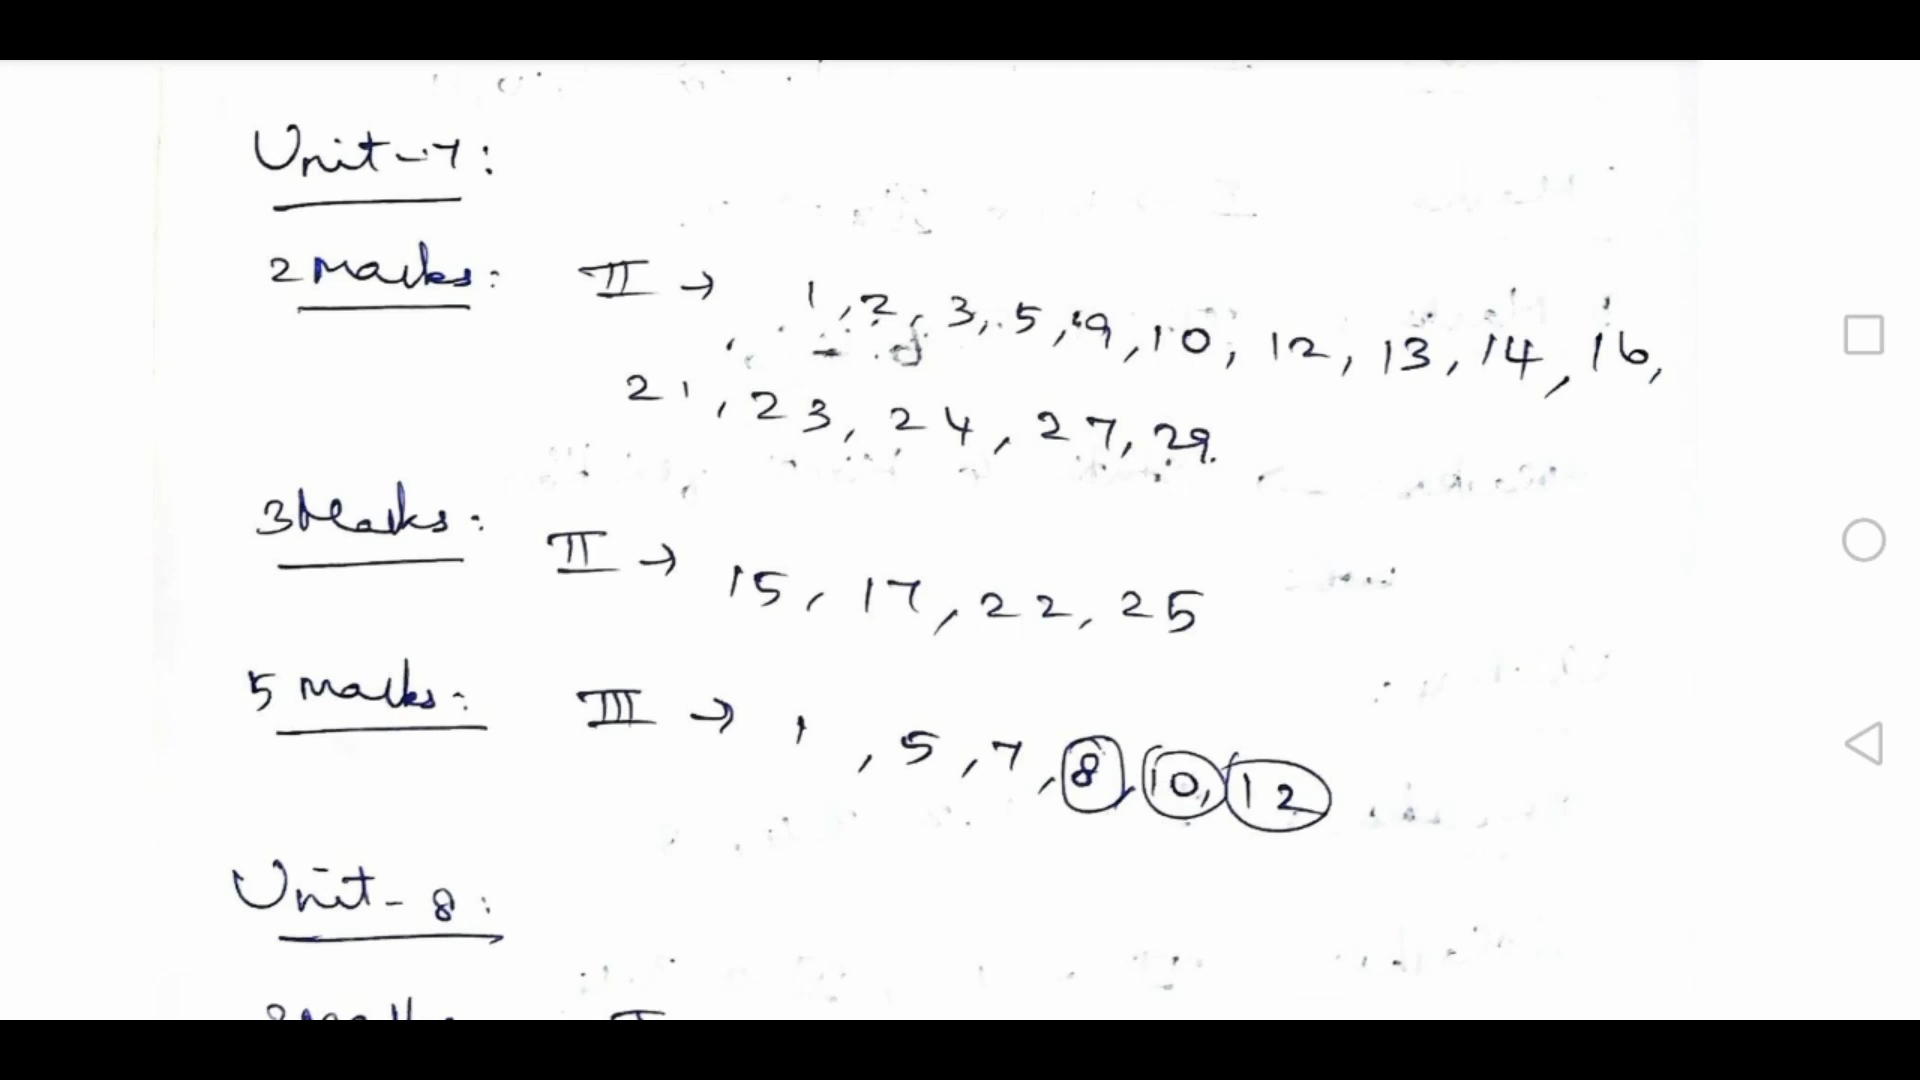 Unit-7:
2 Marks: II → 1, 2, 3, 5, 9, 10, 12, 13, 14, 16,
21, 23, 24, 27, 29.
3 Marks: II → 15, 17, 22, 25
5 Marks: III → 1, 5, 7, 8, 10, 12
Unit-8: